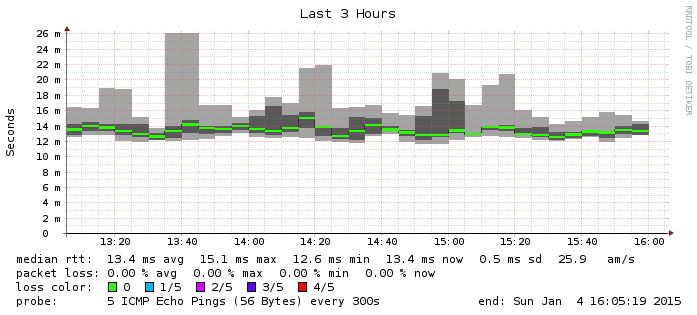 Last 3 Hours
RRDTOOL / TOBI OETIKER
Seconds
26 m
24 m
22 m
20 m
18 m
16 m
14 m
12 m
10 m
8 m
6 m
4 m
2 m
0
13:20 13:40 14:00 14:20 14:40 15:00 15:20 15:40 16:00
median rtt: 13.4 ms avg 15.1 ms max 12.6 ms min 13.4 ms now 0.5 ms sd 25.9 am/s
packet loss: 0.00 % avg 0.00 % max 0.00 % min 0.00 % now
loss color: 0 1/5 2/5 3/5 4/5
probe: 5 ICMP Echo Pings (56 Bytes) every 300s end: Sun Jan 4 16:05:19 2015